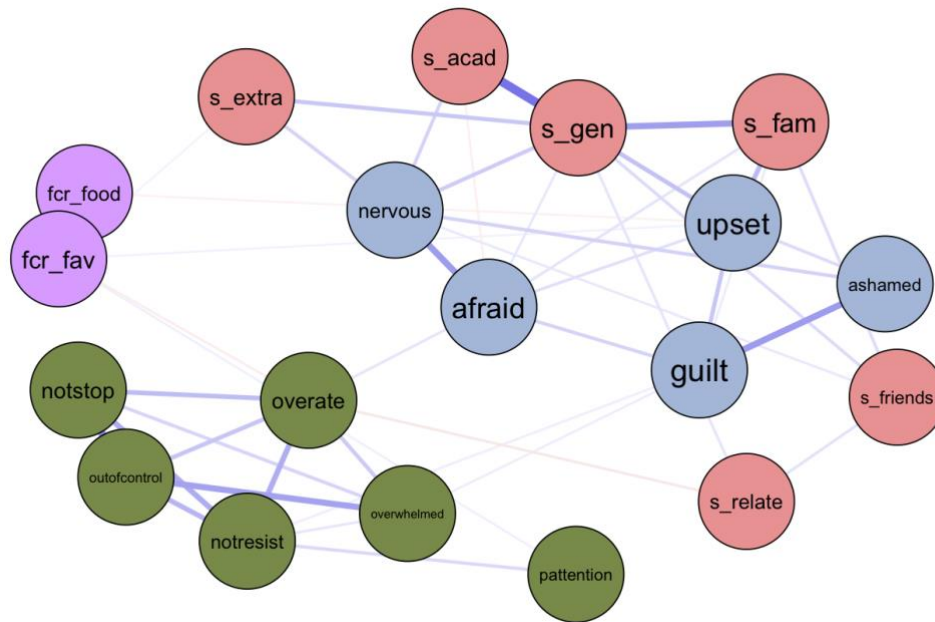 s_acad
s_extra
s_gen
s_fam
fcr_food
nervous
upset
fcr_fav
ashamed
afraid
guilt
notstop
overate
s_friends
outofcontrol
s_relate
overwhelmed
notresist
pattention